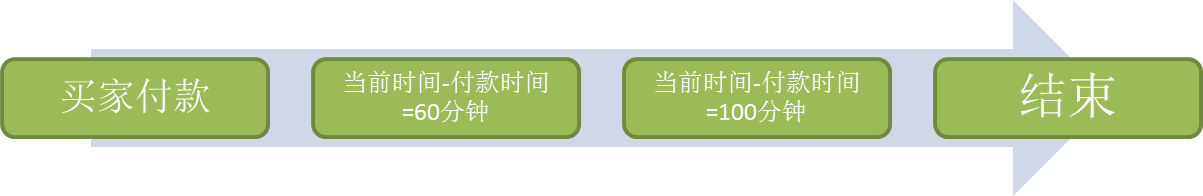 买家付款
当前时间-付款时间
=60分钟
当前时间-付款时间
=100分钟
结束